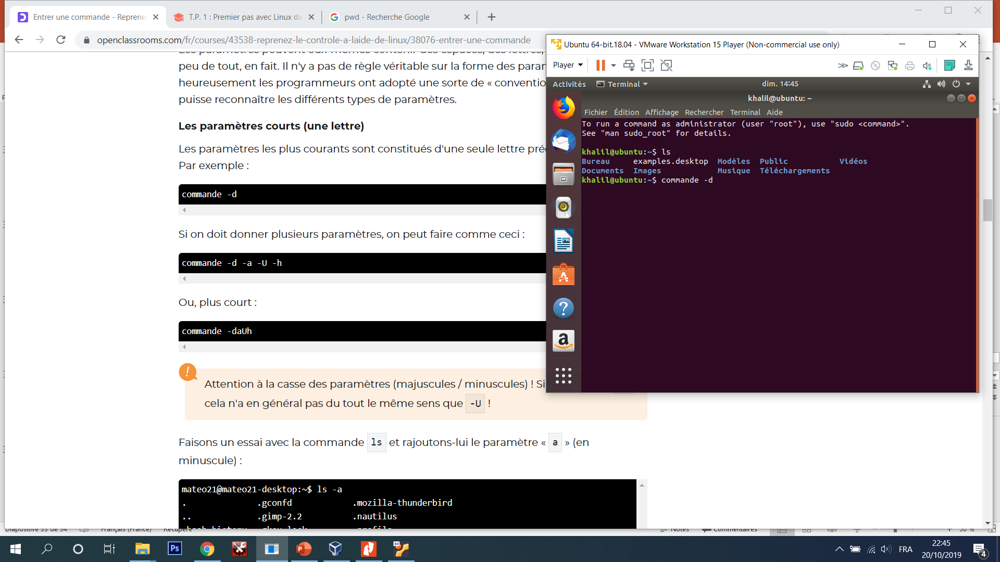 Entrer une commande - Reprene
T.P. 1 : Premier pas avec Linux da
pwd - Recherche Google
openclassrooms.com/fr/courses/43538-reprenez-le-controle-a-laide-de-linux/38076-entrer-une-commande
peu de tout, en fait. Il n'y a pas de règle véritable sur la forme des param
heureusement les programmeurs ont adopté une sorte de « conventio
puisse reconnaître les différents types de paramètres.
Les paramètres courts (une lettre)
Les paramètres les plus courants sont constitués d'une seule lettre pré
Par exemple :
commande -d
Si on doit donner plusieurs paramètres, on peut faire comme ceci :
commande -d -a -U -h
Ou, plus court :
commande -daUh
Attention à la casse des paramètres (majuscules / minuscules) ! Si
cela n'a en général pas du tout le même sens que -U !
Faisons un essai avec la commande ls et rajoutons-lui le paramètre « a » (en
minuscule) :
mateo21@mateo21-desktop:~$ ls -a
. .gconfd .mozilla-thunderbird
.. .gimp-2.2 .nautilus
Ubuntu 64-bit.18.04 - VMware Workstation 15 Player (Non-commercial use only)
Player
Activités Terminal dim. 14:45
khalil@ubuntu: ~
Fichier Édition Affichage Rechercher Terminal Aide
To run a command as administrator (user "root"), use "sudo <command>".
See "man sudo_root" for details.
khalil@ubuntu:~$ ls
Bureau examples.desktop Modèles Public Vidéos
Documents Images Musique Téléchargements
khalil@ubuntu:~$ commande -d
Diapositive 33 de 34 Français (France) Récupéré Notes Commentaires 50 %
FRA
22:45
20/10/2019
4